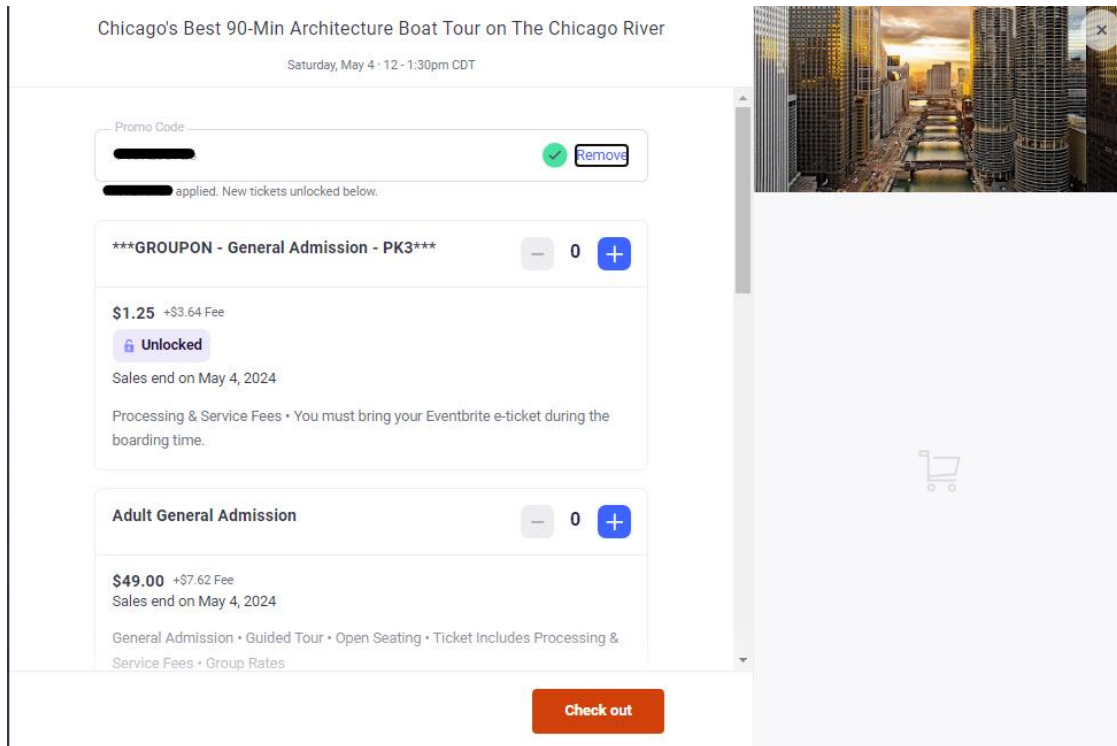 Chicago's Best 90-Min Architecture Boat Tour on The Chicago River
Saturday, May 4 · 12 - 1:30pm CDT
Promo Code
Remove
applied. New tickets unlocked below.
***GROUPON - General Admission - PK3***
0
$1.25 +$3.64 Fee
Unlocked
Sales end on May 4, 2024
Processing & Service Fees • You must bring your Eventbrite e-ticket during the
boarding time.
Adult General Admission
0
$49.00 +$7.62 Fee
Sales end on May 4, 2024
General Admission • Guided Tour • Open Seating • Ticket Includes Processing &
Service Fees • Group Rates
Check out